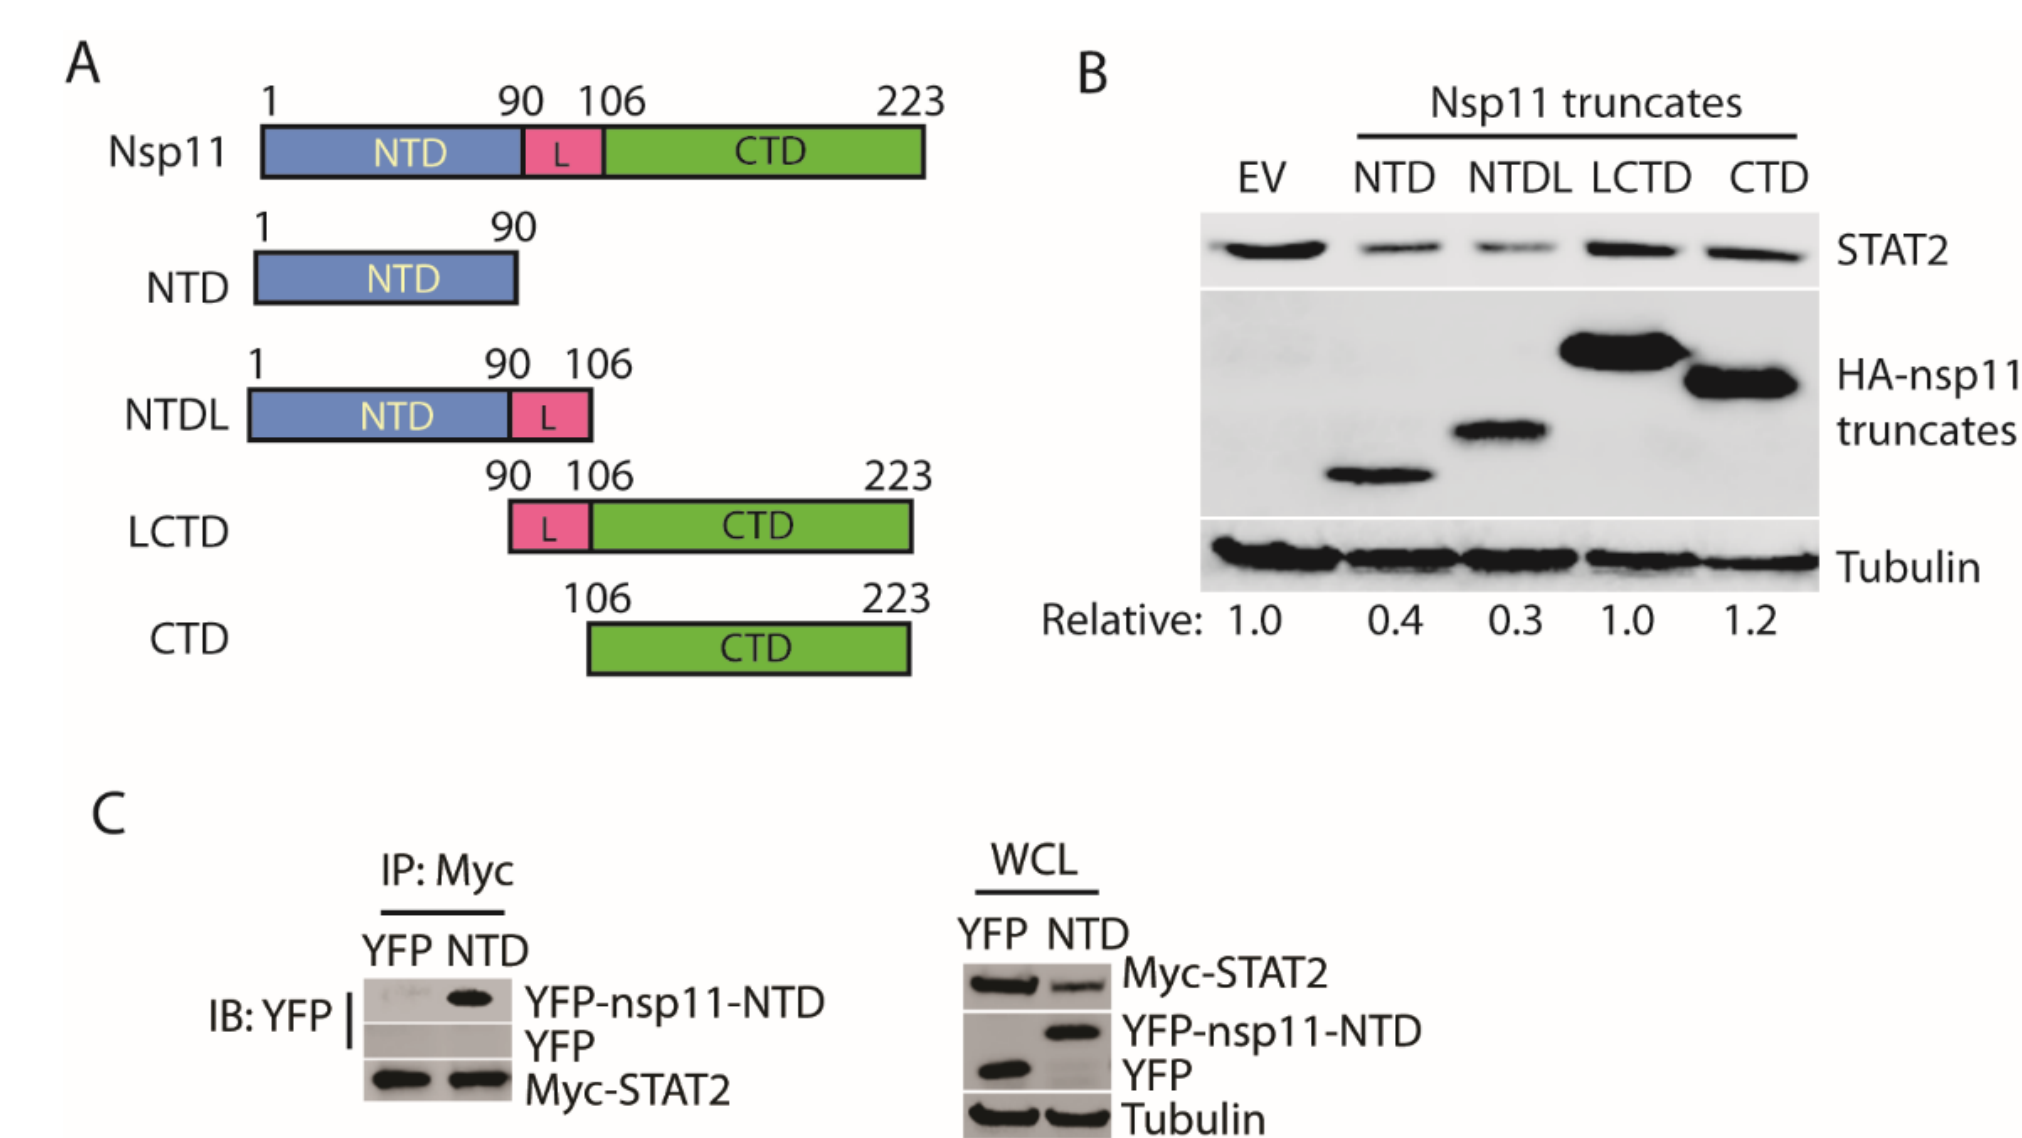 A
1 90 106 223
Nsp11 NTD L CTD
1 90
NTD NTD
1 90 106
NTDL NTD L
90 106 223
LCTD L CTD
106 223
CTD CTD
B
Nsp11 truncates
EV NTD NTDL LCTD CTD
STAT2
HA-nsp11
truncates
Tubulin
Relative: 1.0 0.4 0.3 1.0 1.2
C
IP: Myc
YFP NTD
IB: YFP
YFP-nsp11-NTD
YFP
Myc-STAT2
WCL
YFP NTD
Myc-STAT2
YFP-nsp11-NTD
YFP
Tubulin